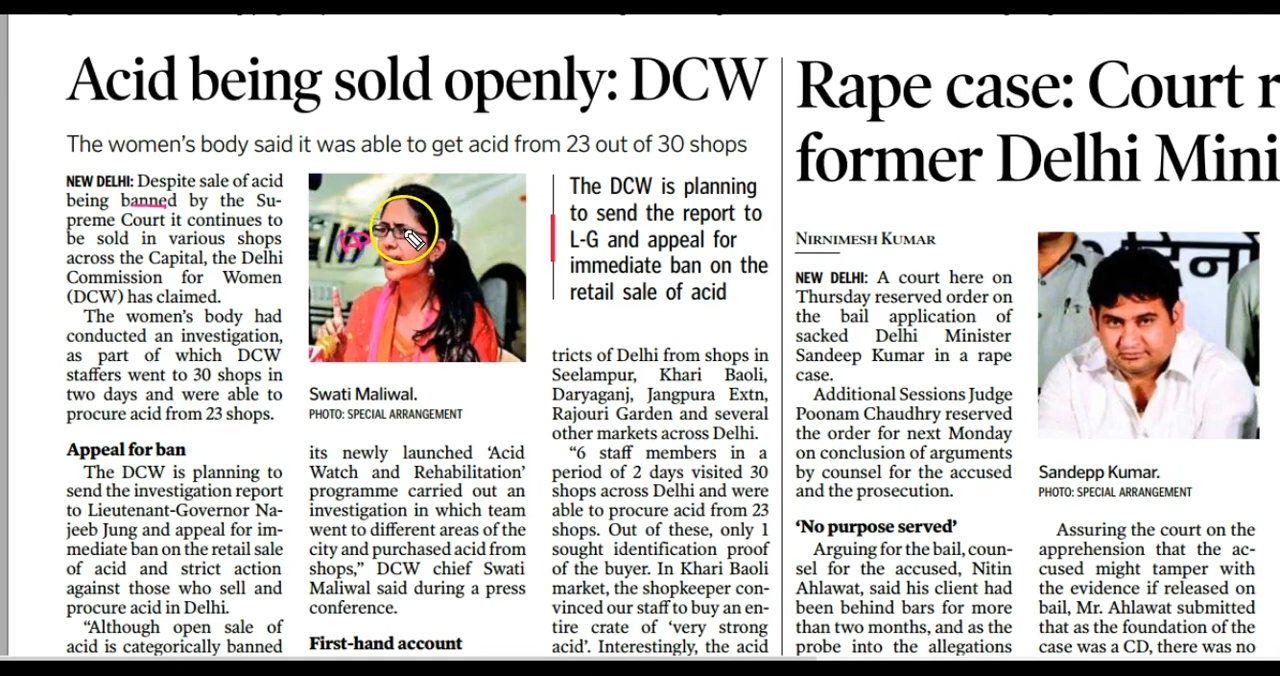 Acid being sold openly: DCW
The women's body said it was able to get acid from 23 out of 30 shops
NEW DELHI: Despite sale of acid
being banned by the Su-
preme Court it continues to
be sold in various shops
across the Capital, the Delhi
Commission for Women
(DCW) has claimed.
The women's body had
conducted an investigation,
as part of which DCW
staffers went to 30 shops in
two days and were able to
procure acid from 23 shops.
Appeal for ban
The DCW is planning to
send the investigation report
to Lieutenant-Governor Na-
jeeb Jung and appeal for im-
mediate ban on the retail sale
of acid and strict action
against those who sell and
procure acid in Delhi.
“Although open sale of
acid is categorically banned
Swati Maliwal.
PHOTO: SPECIAL ARRANGEMENT
its newly launched ‘Acid
Watch and Rehabilitation’
programme carried out an
investigation in which team
went to different areas of the
city and purchased acid from
shops,” DCW chief Swati
Maliwal said during a press
conference.
First-hand account
The DCW is planning
to send the report to
L-G and appeal for
immediate ban on the
retail sale of acid
tricts of Delhi from shops in
Seelampur, Khari Baoli,
Daryaganj, Jangpura Extn,
Rajouri Garden and several
other markets across Delhi.
“6 staff members in a
period of 2 days visited 30
shops across Delhi and were
able to procure acid from 23
shops. Out of these, only 1
sought identification proof
of the buyer. In Khari Baoli
market, the shopkeeper con-
vinced our staff to buy an en-
tire crate of ‘very strong
acid’. Interestingly, the acid
Rape case: Court r
former Delhi Mini
NIRNIMESH KUMAR
NEW DELHI: A court here on
Thursday reserved order on
the bail application of
sacked Delhi Minister
Sandeep Kumar in a rape
case.
Additional Sessions Judge
Poonam Chaudhry reserved
the order for next Monday
on conclusion of arguments
by counsel for the accused
and the prosecution.
‘No purpose served’
Arguing for the bail, coun-
sel for the accused, Nitin
Ahlawat, said his client had
been behind bars for more
than two months, and as the
probe into the allegations
Sandepp Kumar.
PHOTO: SPECIAL ARRANGEMENT
Assuring the court on the
apprehension that the ac-
cused might tamper with
the evidence if released on
bail, Mr. Ahlawat submitted
that as the foundation of the
case was a CD, there was no